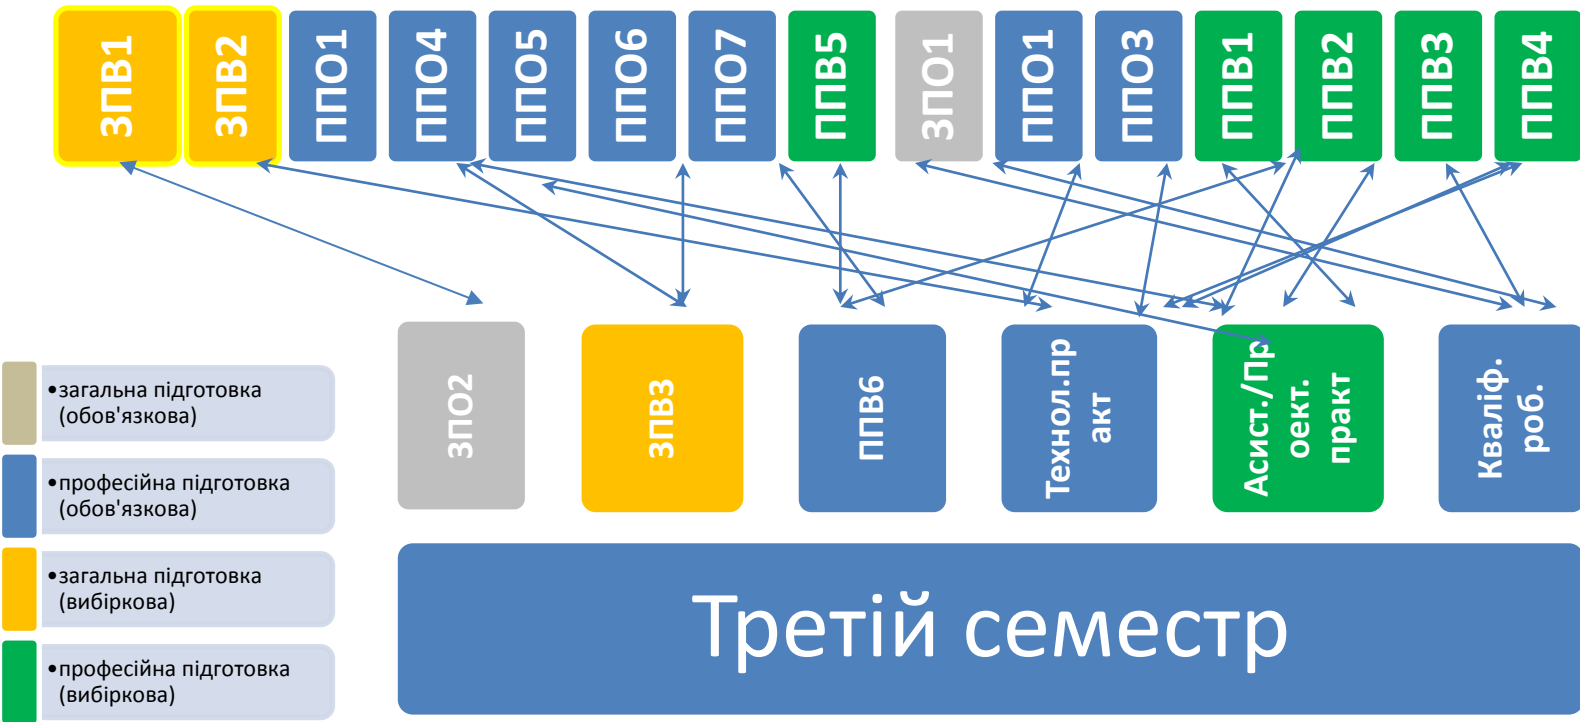 ЗПВ1
ЗПВ2
ППО1
ППО4
ППО5
ППО6
ППО7
ППВ5
ЗПО1
ППО1
ППО3
ППВ1
ППВ2
ППВ3
ППВ4
ЗПО2
ЗПВ3
ППВ6
Технол.пр
акт
Асист./Пр
оект.
практ
Кваліф.
роб.
•загальна підготовка
(обов'язкова)
•професійна підготовка
(обов'язкова)
•загальна підготовка
(вибіркова)
•професійна підготовка
(вибіркова)
Третій семестр